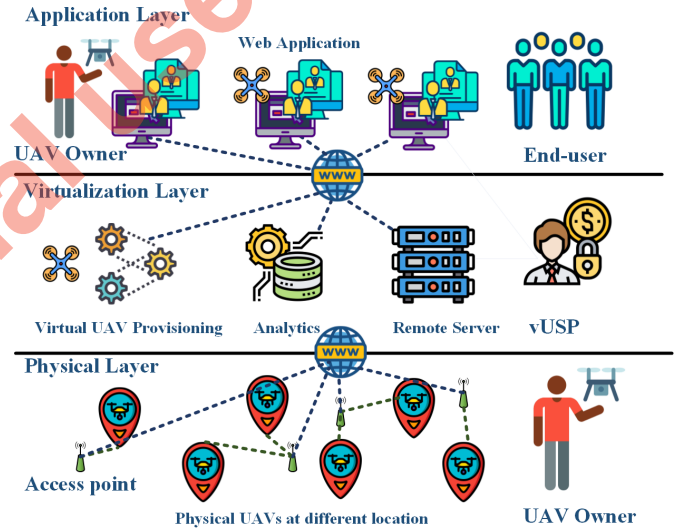 Application Layer
Web Application
UAV Owner
End-user
www
Virtualization Layer
Virtual UAV Provisioning
Analytics
Remote Server
vUSP
www
Physical Layer
Access point
Physical UAVs at different location
UAV Owner